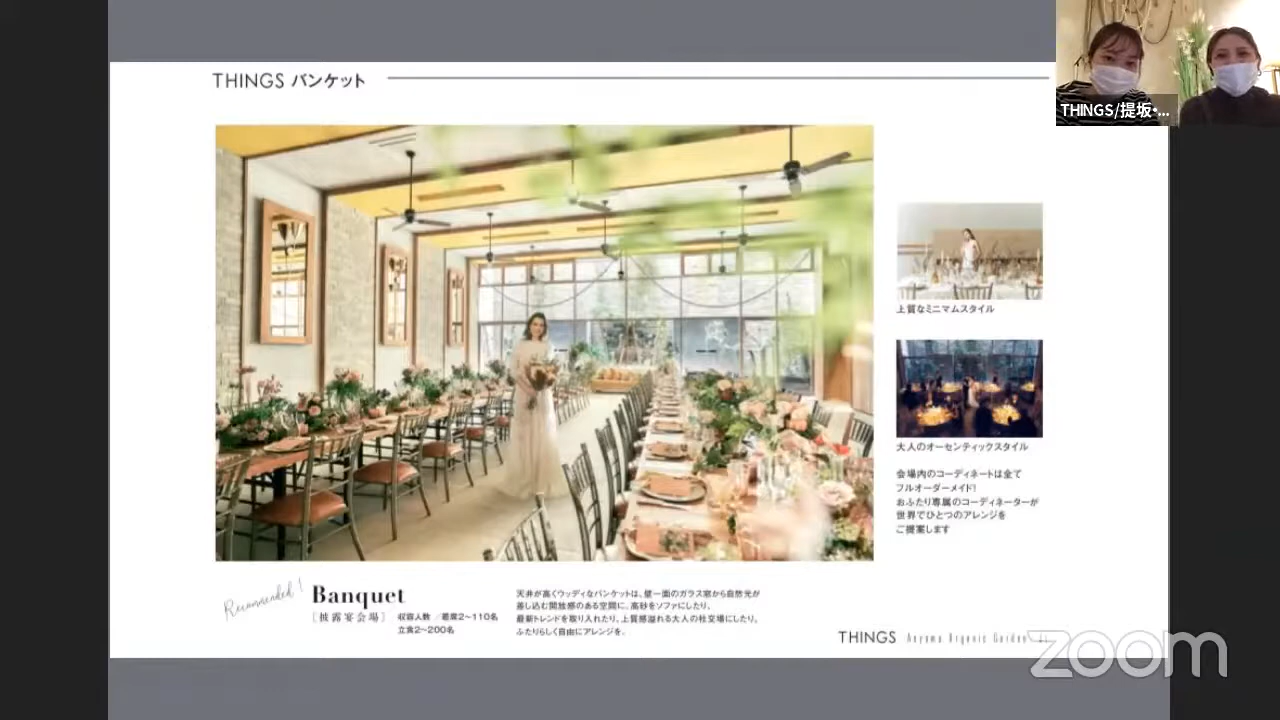 THINGS バンケット
THINGS/提坂•...
上質なミニマムスタイル
大人のオーセンティックスタイル
会場内のコーディネートは全て
フルオーダーメイド!
おふたり専属のコーディネーターが
世界でひとつのアレンジを
ご提案します
Recommended!
Banquet
[披露宴会場]
収容人数 /着席2~110名
立食2~200名
天井が高くウッディなバンケットは、壁一面のガラス窓から自然光が
差し込む開放感のある空間に。高砂をソファにしたり、
最新トレンドを取り入れたり、上質感溢れる大人の社交場にしたり。
ふたりらしく自由にアレンジを。
THINGS Aoyama Organic Garden
zoom